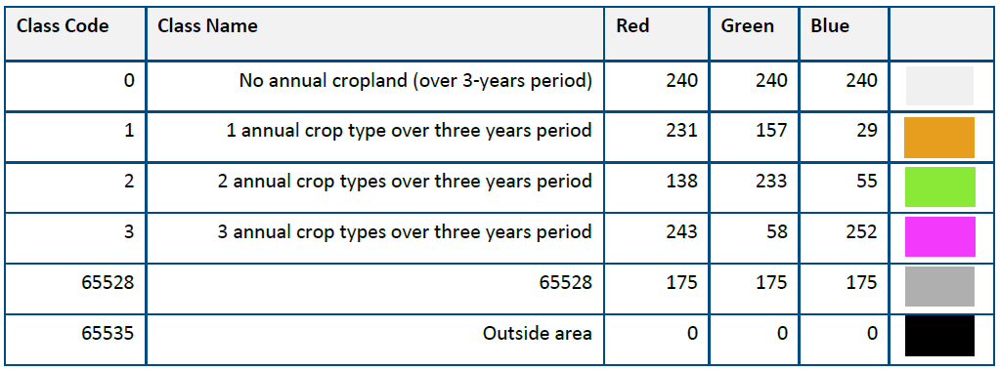 Class Code Class Name Red Green Blue
0 No annual cropland (over 3-years period) 240 240 240
1 1 annual crop type over three years period 231 157 29
2 2 annual crop types over three years period 138 233 55
3 3 annual crop types over three years period 243 58 252
65528 65528 175 175 175
65535 Outside area 0 0 0